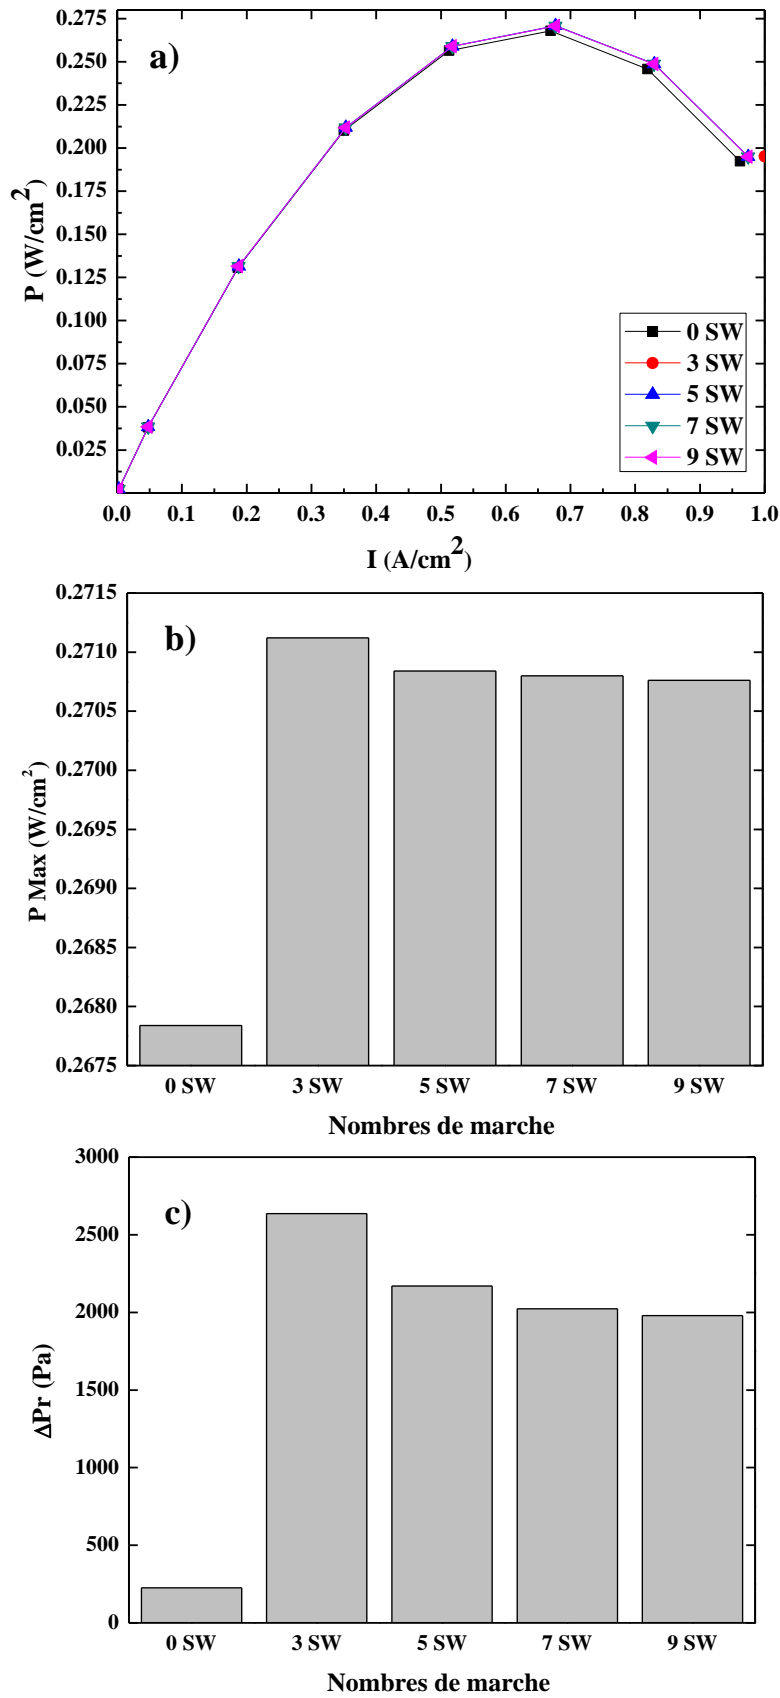 a)
P (W/cm²)
0.275
0.250
0.225
0.200
0.175
0.150
0.125
0.100
0.075
0.050
0.025
0 SW
3 SW
5 SW
7 SW
9 SW
0.0 0.1 0.2 0.3 0.4 0.5 0.6 0.7 0.8 0.9 1.0
I (A/cm²)
b)
P Max (W/cm²)
0.2715
0.2710
0.2705
0.2700
0.2695
0.2690
0.2685
0.2680
0.2675
0 SW 3 SW 5 SW 7 SW 9 SW
Nombres de marche
c)
ΔPr (Pa)
3000
2500
2000
1500
1000
500
0
0 SW 3 SW 5 SW 7 SW 9 SW
Nombres de marche